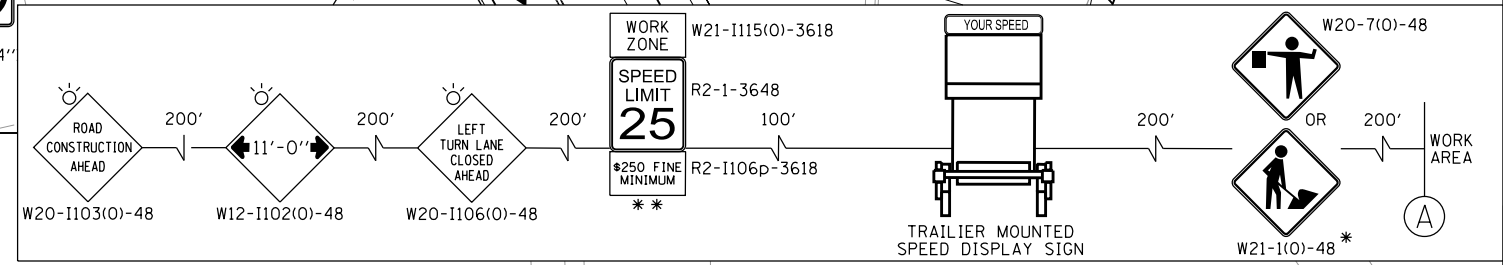 4"
ROAD
CONSTRUCTION
AHEAD
W20-I103(O)-48
200'
11'-0"
W12-I102(O)-48
200'
LEFT
TURN LANE
CLOSED
AHEAD
W20-I106(O)-48
200'
WORK
ZONE
W21-I115(O)-3618
SPEED
LIMIT
25
R2-1-3648
$250 FINE
MINIMUM
R2-I106p-3618
**
100'
YOUR SPEED
TRAILIER MOUNTED
SPEED DISPLAY SIGN
200'
W20-7(O)-48
OR
W21-1(O)-48*
200'
WORK
AREA
A